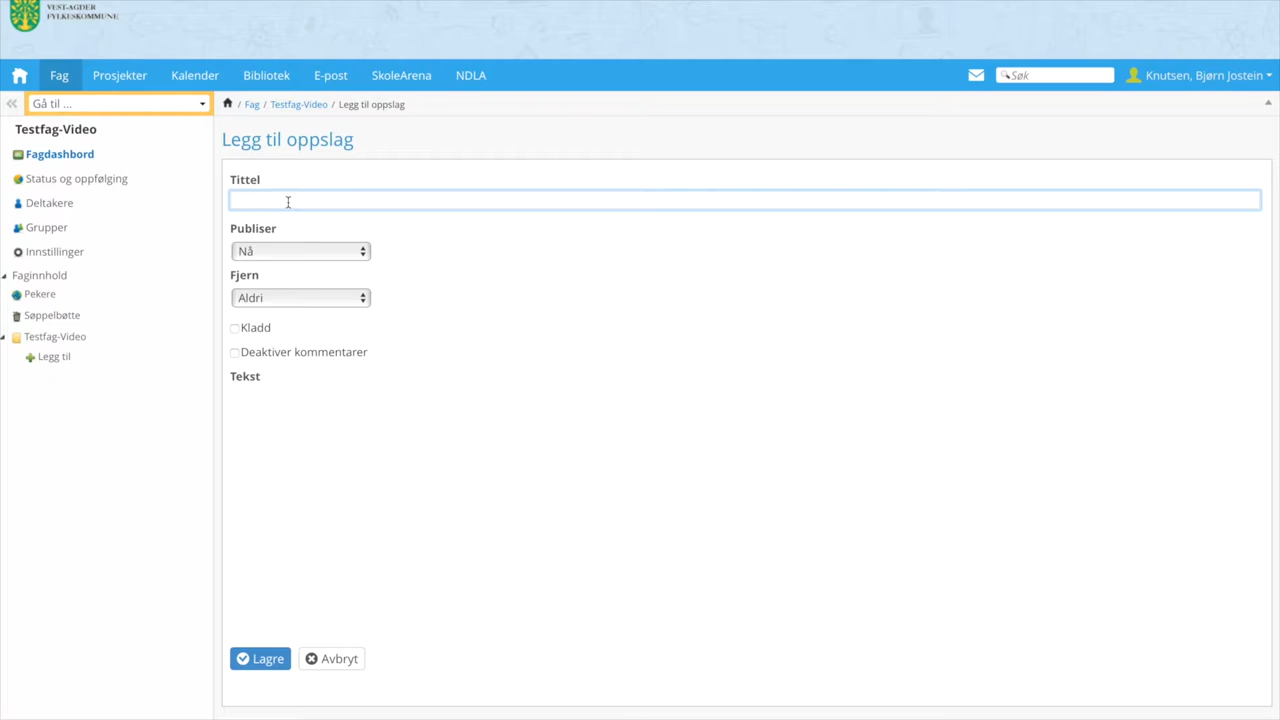 VEST-AGDER
FYLKESKOMMUNE
Fag Prosjekter Kalender Bibliotek E-post SkoleArena NDLA Søk Knutsen, Bjørn Jostein
Gå til ... / Fag / Testfag-Video / Legg til oppslag
Testfag-Video
Fagdashbord
Status og oppfølging
Deltakere
Grupper
Innstillinger
Faginnhold
Pekere
Søppelbøtte
Testfag-Video
Legg til
Legg til oppslag
Tittel
Publiser
Nå
Fjern
Aldri
Kladd
Deaktiver kommentarer
Tekst
Lagre Avbryt